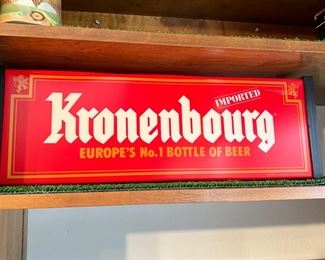 IMPORTED
Kronenbourg
EUROPE'S No.1 BOTTLE OF BEER